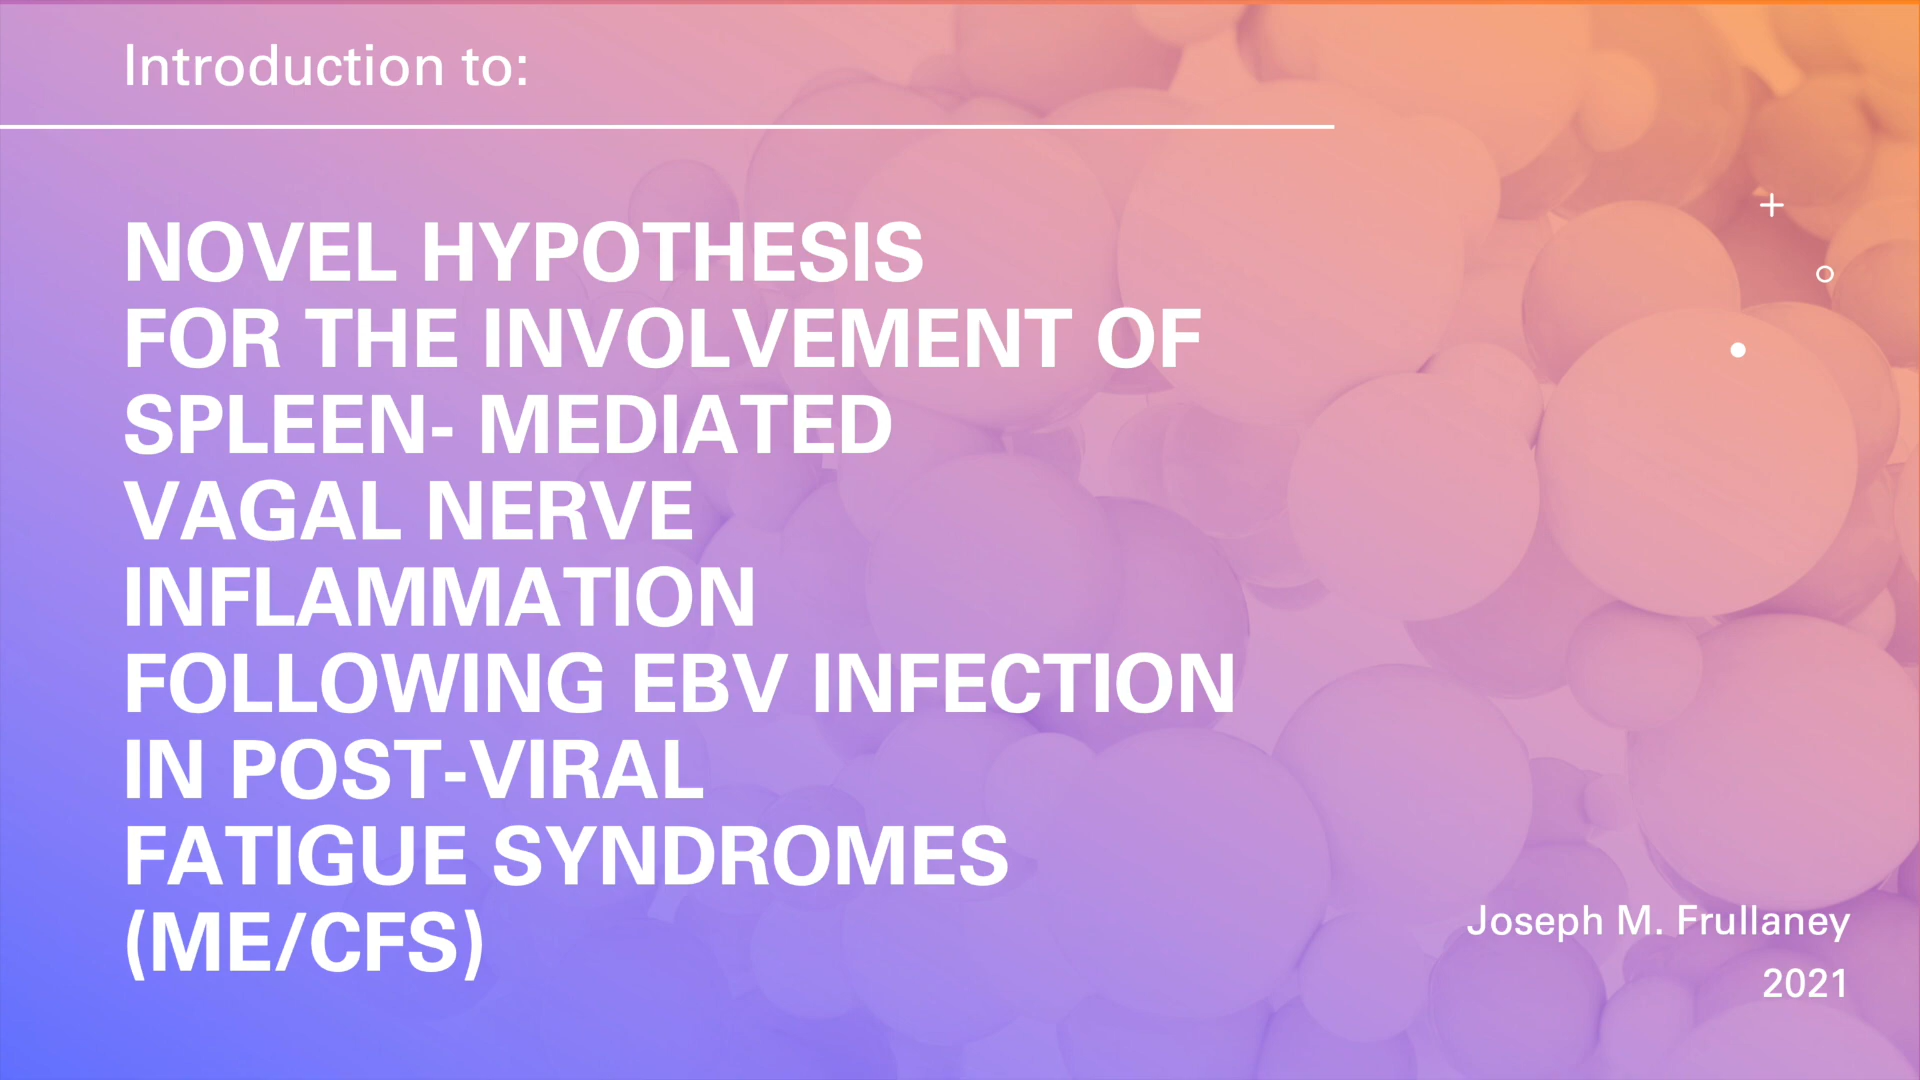 Introduction to:
NOVEL HYPOTHESIS
FOR THE INVOLVEMENT OF
SPLEEN- MEDIATED
VAGAL NERVE
INFLAMMATION
FOLLOWING EBV INFECTION
IN POST-VIRAL
FATIGUE SYNDROMES
(ME/CFS)
Joseph M. Frullaney
2021